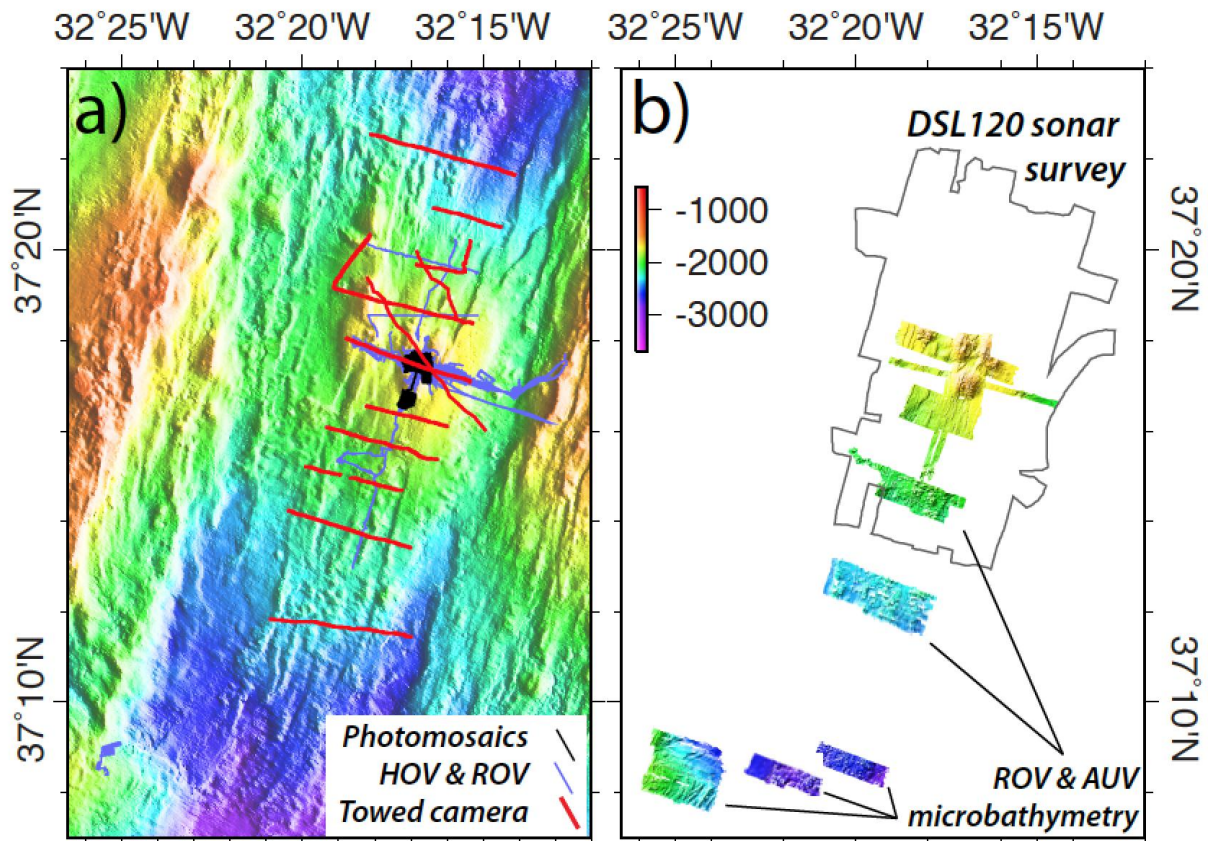 32°25'W 32°20'W 32°15'W 32°25'W 32°20'W 32°15'W
a)
b)
DSL120 sonar
survey
-1000
-2000
-3000
37°20'N
37°20'N
37°10'N
37°10'N
Photomosaics
HOV & ROV
Towed camera
ROV & AUV
microbathymetry